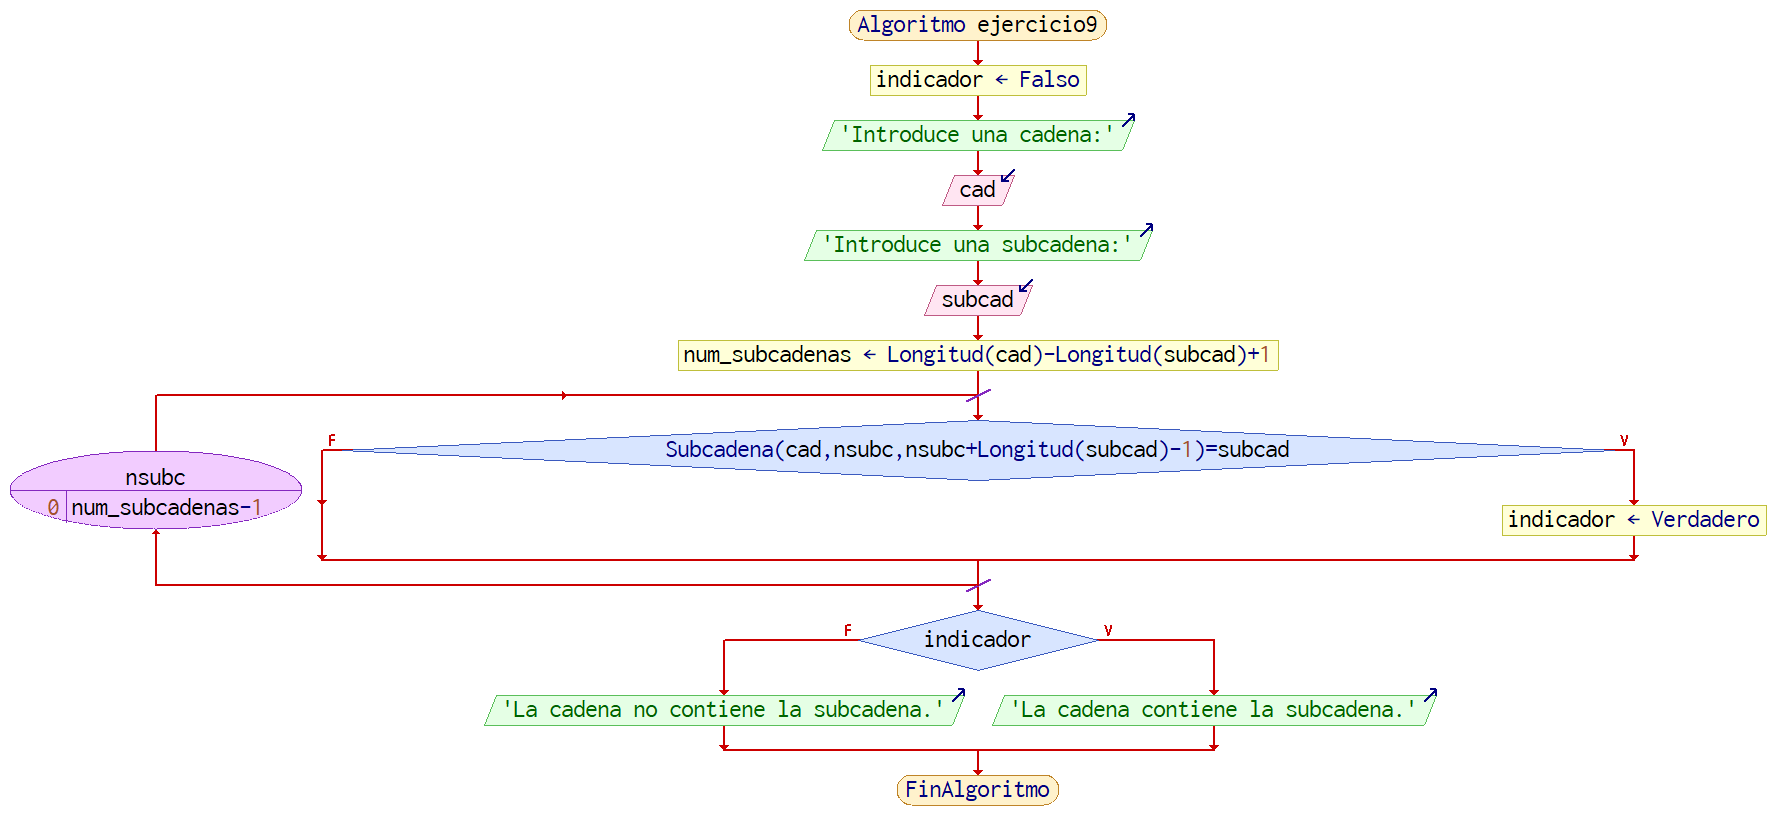 Algoritmo ejercicio9
indicador ← Falso
'Introduce una cadena:'
cad
'Introduce una subcadena:'
subcad
num_subcadenas ← Longitud(cad)-Longitud(subcad)+1
nsubc
0 num_subcadenas-1
F
Subcadena(cad,nsubc,nsubc+Longitud(subcad)-1)=subcad
V
indicador ← Verdadero
F
indicador
V
'La cadena no contiene la subcadena.'
'La cadena contiene la subcadena.'
FinAlgoritmo